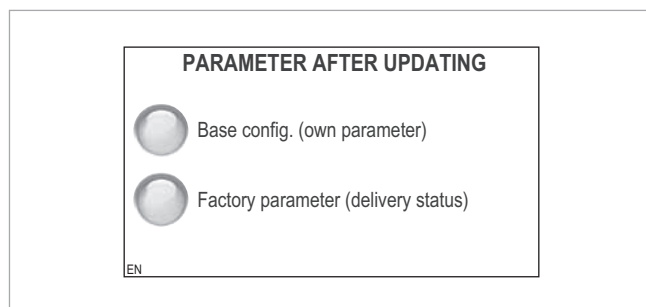 PARAMETER AFTER UPDATING
Base config. (own parameter)
Factory parameter (delivery status)
EN